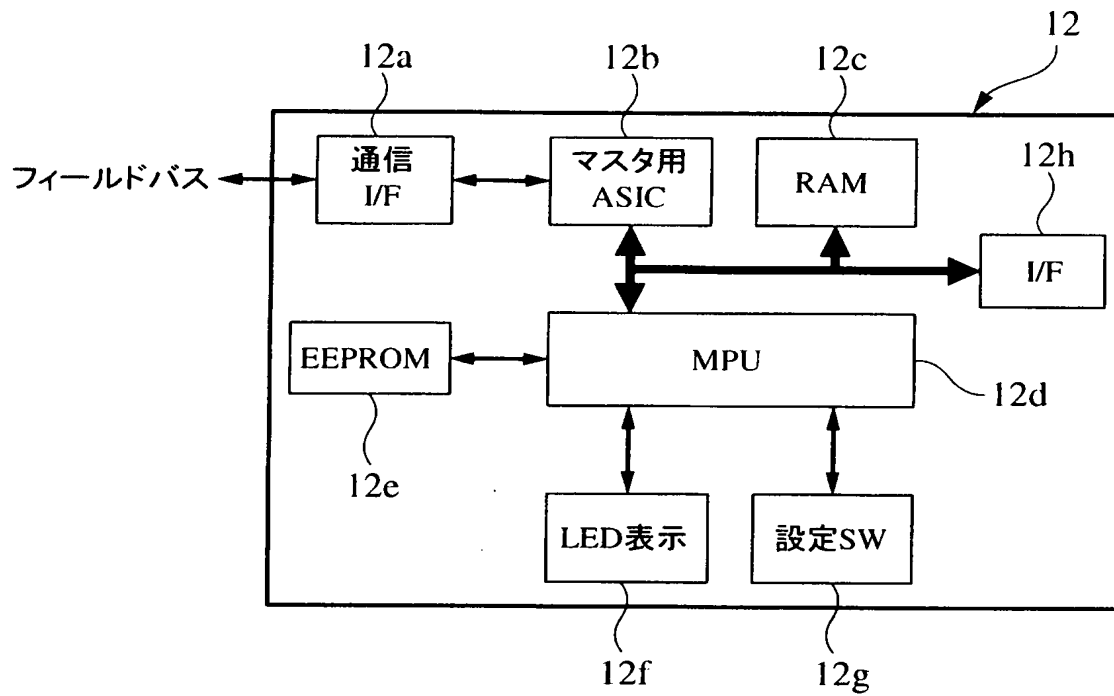 12
12a
12b
12c
12h
フィールドバス
通信
I/F
マスタ用
ASIC
RAM
I/F
EEPROM
MPU
12d
12e
LED表示
設定SW
12f
12g